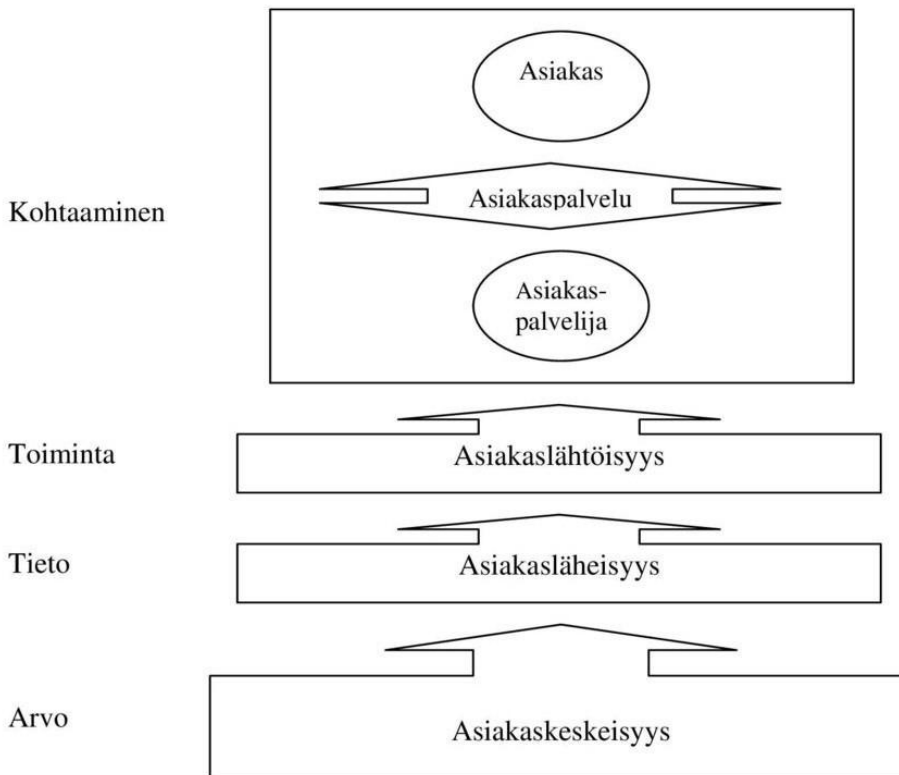 Asiakas
Kohtaaminen
Asiakaspalvelu
Asiakas-
palvelija
Toiminta
Asiakaslähtöisyys
Tieto
Asiakasläheisyys
Arvo
Asiakaskeskeisyys